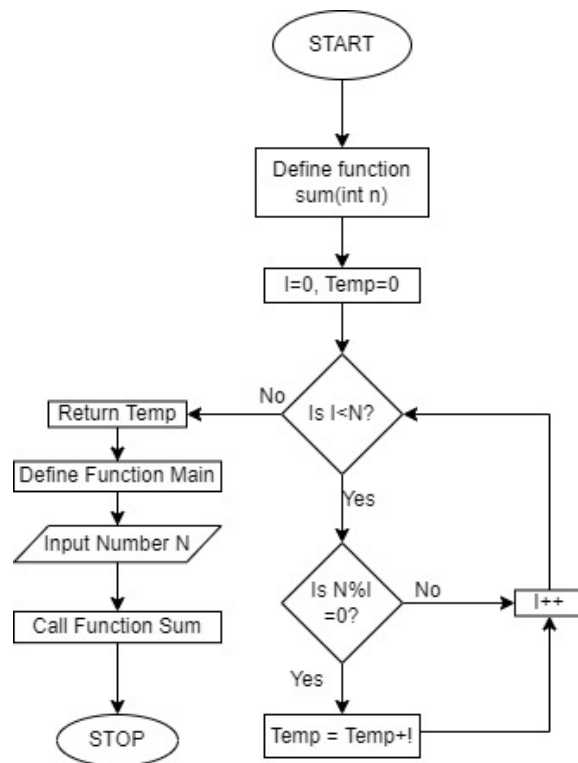 START
Define function
sum(int n)
I=0, Temp=0
Is I<N?
No
Return Temp
Define Function Main
Input Number N
Call Function Sum
STOP
Yes
Is N%I
=0?
No
I++
Yes
Temp = Temp+!